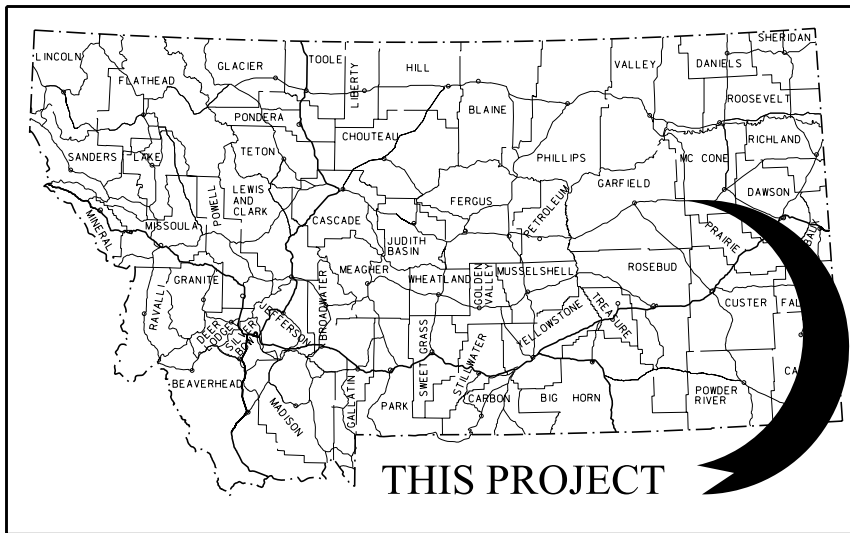 SHERIDAN
LINCOLN
GLACIER
TOOLE
LIBERTY
HILL
VALLEY
DANIELS
FLATHEAD
ROOSEVELT
BLAINE
PONDERA
CHOUTEAU
RICHLAND
SANDERS
LAKE
TETON
PHILLIPS
MC CONE
LEWIS
AND
CLARK
POWELL
FERGUS
PETROLEUM
GARFIELD
DAWSON
MINERAL
MISSOULA
CASCADE
JUDITH
BASIN
PRAIRIE
BAUX
GRANITE
BROADWATER
MEAGHER
WHEATLAND
GOLDEN
VALLEY
MUSSELSHELL
ROSEBUD
RAVALLI
JEFFERSON
TREASURE
CUSTER
FAL
DEER
LODGE
SILVER
BOW
SWEET GRASS
STILLWATER
YELLOWSTONE
CA
BEAVERHEAD
MADISON
GALLATIN
PARK
CARBON
BIG HORN
POWDER
RIVER
THIS PROJECT